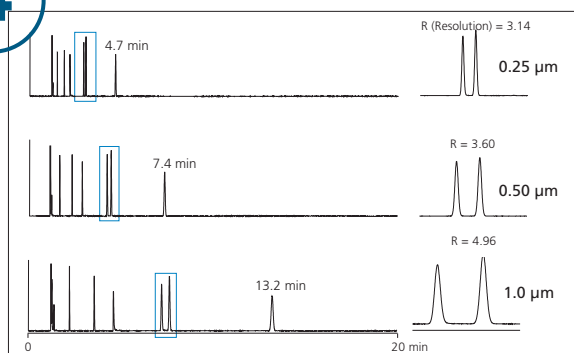 R (Resolution) = 3.14
4.7 min
0.25 µm
R = 3.60
7.4 min
0.50 µm
R = 4.96
13.2 min
1.0 µm
0
20 min